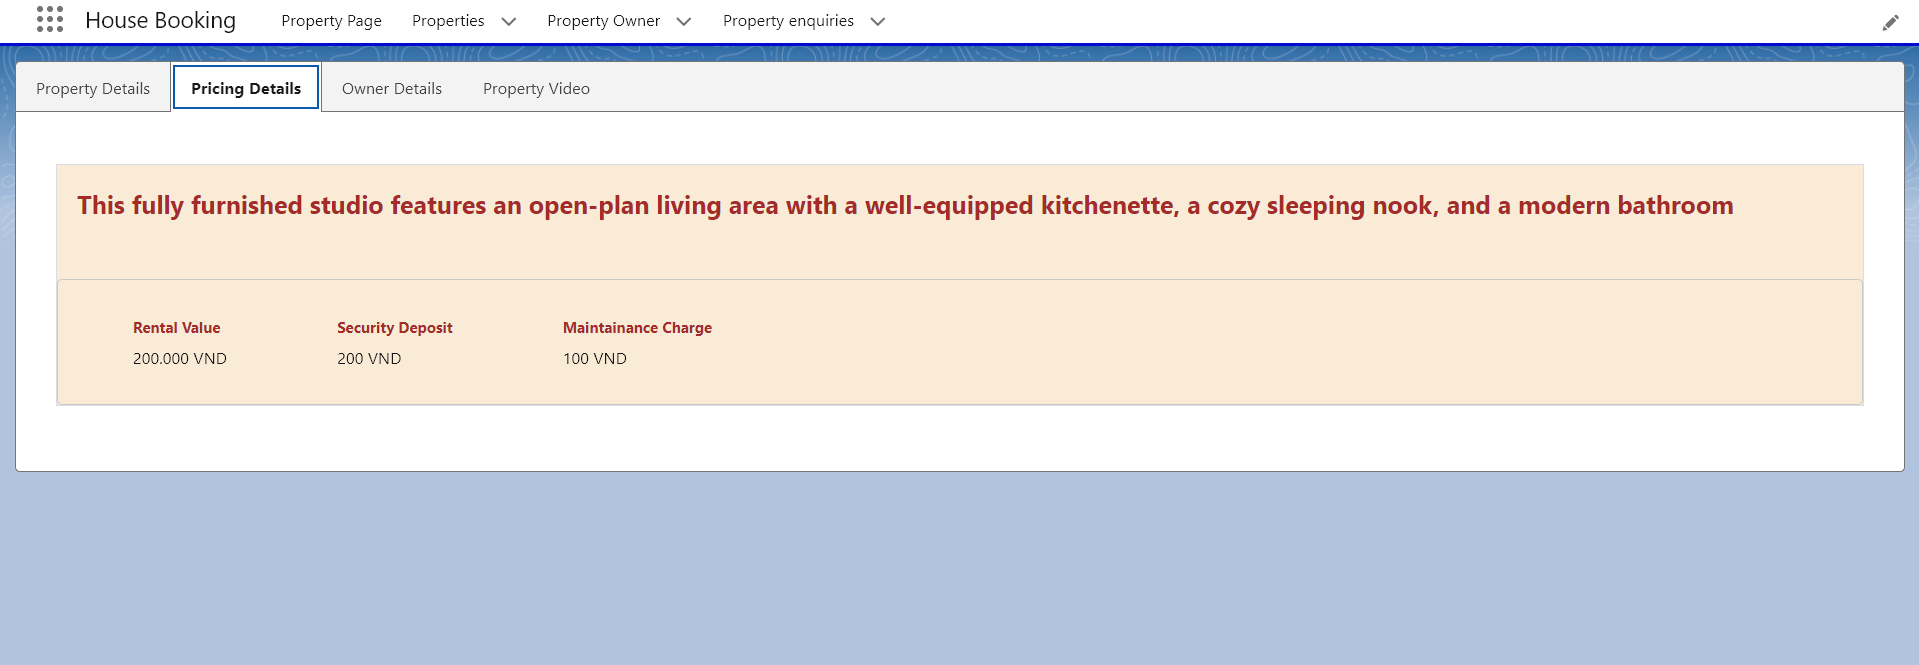 House Booking Property Page Properties Property Owner Property enquiries
Property Details Pricing Details Owner Details Property Video
This fully furnished studio features an open-plan living area with a well-equipped kitchenette, a cozy sleeping nook, and a modern bathroom
Rental Value Security Deposit Maintainance Charge
200.000 VND 200 VND 100 VND